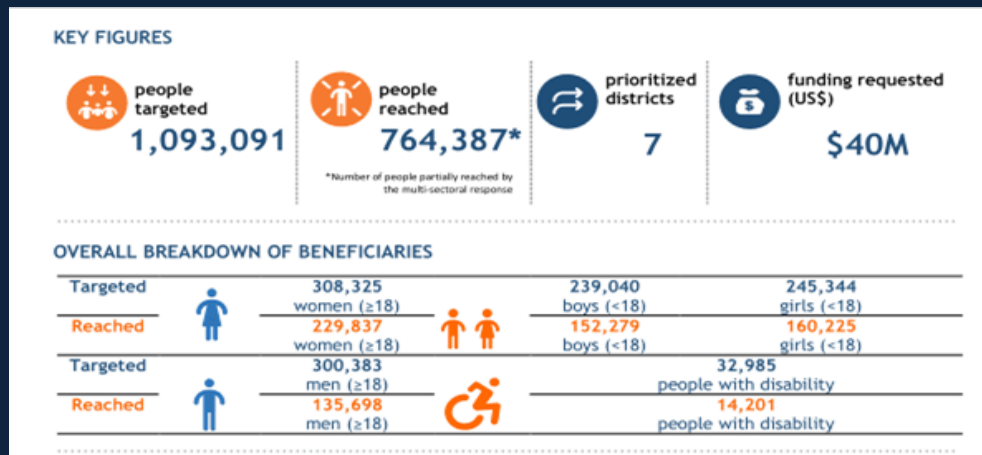 KEY FIGURES
people
targeted
1,093,091
people
reached
764,387*
*Number of people partially reached by
the multi-sectoral response
prioritized
districts
7
funding requested
(US$)
$40M
OVERALL BREAKDOWN OF BENEFICIARIES
Targeted
308,325
women (≥18)
239,040
boys (<18)
245,344
girls (<18)
Reached
229,837
women (≥18)
152,279
boys (<18)
160,225
girls (<18)
Targeted
300,383
men (≥18)
32,985
people with disability
Reached
135,698
men (≥18)
14,201
people with disability